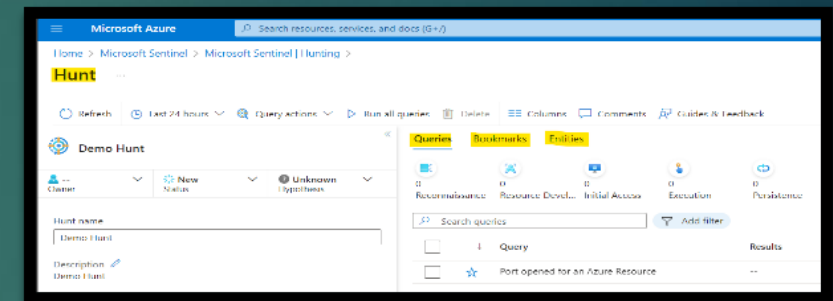 Microsoft Azure
Search resources, services, and docs (G+/)
Home > Microsoft Sentinel > Microsoft Sentinel | Hunting >
Hunt ...
Refresh Last 24 hours Query actions Run all queries Delete Columns Comments Guides & Feedback
Demo Hunt
--
Owner
New
Status
Unknown
Hypothesis
Hunt name
Demo Hunt
Description
Demo Hunt
Queries Bookmarks Entities
0 0 0 0 0
Reconnaissance Resource Devel... Initial Access Execution Persistence
Search queries Add filter
↓ Query Results
Port opened for an Azure Resource --